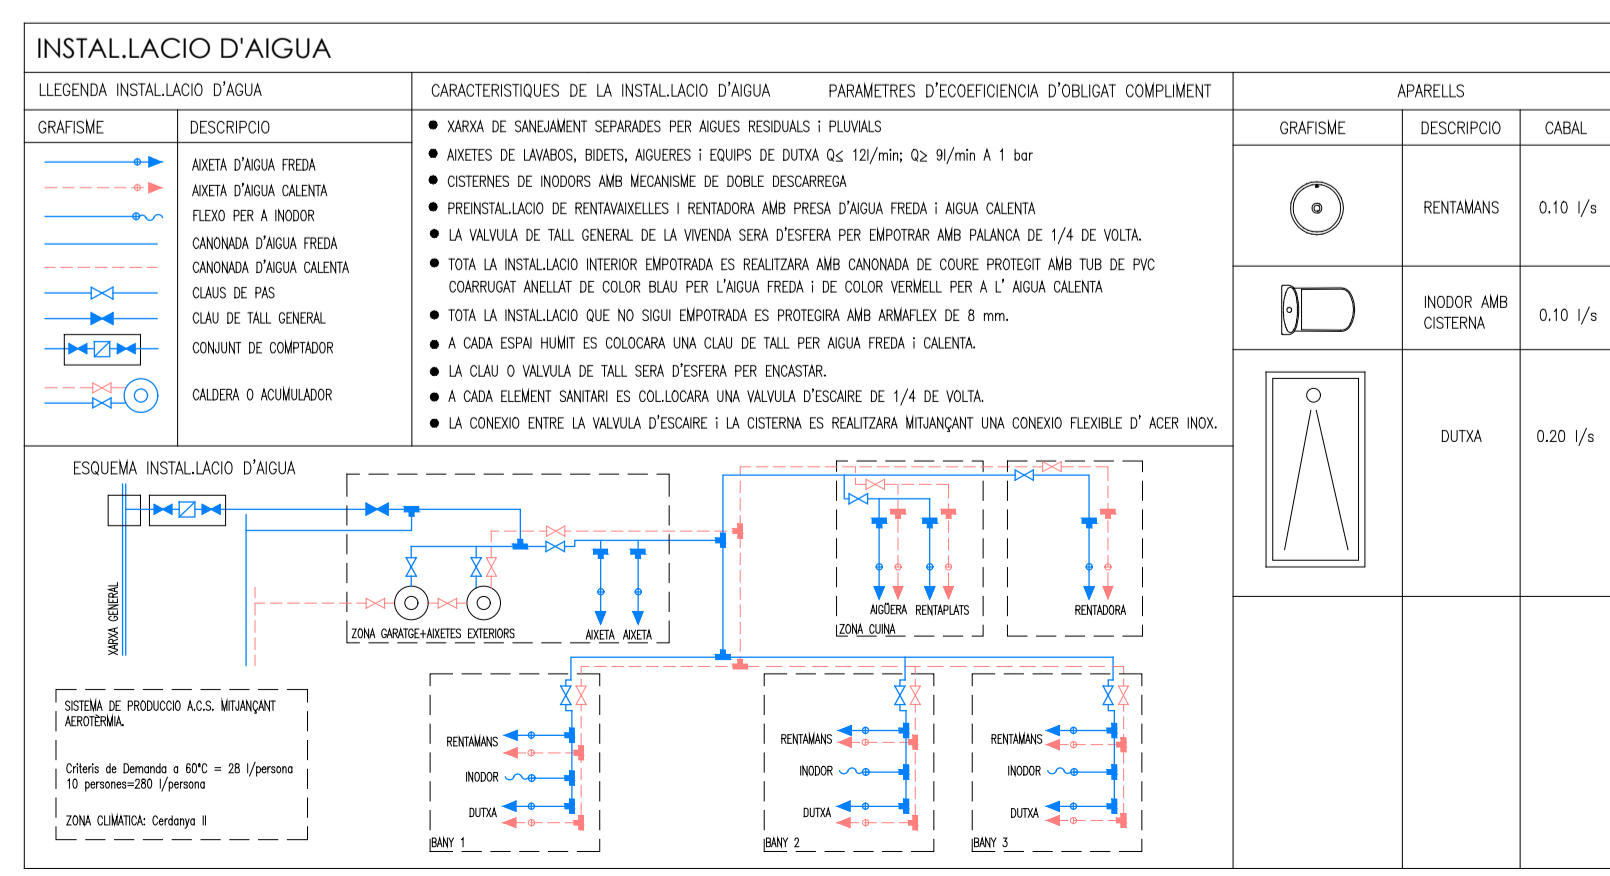 INSTAL.LACIO D'AIGUA
LLEGENDA INSTAL.LACIO D'AGUA
GRAFISME
DESCRIPCIO
AIXETA D'AIGUA FREDA
AIXETA D'AIGUA CALENTA
FLEXO PER A INODOR
CANONADA D'AIGUA FREDA
CANONADA D'AIGUA CALENTA
CLAUS DE PAS
CLAU DE TALL GENERAL
CONJUNT DE COMPTADOR
CALDERA O ACUMULADOR
CARACTERISTIQUES DE LA INSTAL.LACIO D'AIGUA PARAMETRES D'ECOEFICIENCIA D'OBLIGAT COMPLIMENT
● XARXA DE SANEJAMENT SEPARADES PER AIGUES RESIDUALS i PLUVIALS
● AIXETES DE LAVABOS, BIDETS, AIGUERES i EQUIPS DE DUTXA Q≤ 12l/min; Q≥ 9l/min A 1 bar
● CISTERNES DE INODORS AMB MECANISME DE DOBLE DESCARREGA
● PREINSTAL.LACIO DE RENTAVAIXELLES I RENTADORA AMB PRESA D'AIGUA FREDA i AIGUA CALENTA
● LA VALVULA DE TALL GENERAL DE LA VIVENDA SERA D'ESFERA PER EMPOTRAR AMB PALANCA DE 1/4 DE VOLTA.
● TOTA LA INSTAL.LACIO INTERIOR EMPOTRADA ES REALITZARA AMB CANONADA DE COURE PROTEGIT AMB TUB DE PVC
COARRUGAT ANELLAT DE COLOR BLAU PER L'AIGUA FREDA i DE COLOR VERMELL PER A L' AIGUA CALENTA
● TOTA LA INSTAL.LACIO QUE NO SIGUI EMPOTRADA ES PROTEGIRA AMB ARMAFLEX DE 8 mm.
● A CADA ESPAI HUMIT ES COLOCARA UNA CLAU DE TALL PER AIGUA FREDA i CALENTA.
● LA CLAU O VALVULA DE TALL SERA D'ESFERA PER ENCASTAR.
● A CADA ELEMENT SANITARI ES COL.LOCARA UNA VALVULA D'ESCAIRE DE 1/4 DE VOLTA.
● LA CONEXIO ENTRE LA VALVULA D'ESCAIRE i LA CISTERNA ES REALITZARA MITJANÇANT UNA CONEXIO FLEXIBLE D' ACER INOX.
APARELLS
GRAFISME
DESCRIPCIO
CABAL
RENTAMANS
0.10 l/s
INODOR AMB
CISTERNA
0.10 l/s
DUTXA
0.20 l/s
ESQUEMA INSTAL.LACIO D'AIGUA
XARXA GENERAL
ZONA GARATGE+AIXETES EXTERIORS
AIXETA
AIXETA
AIGÜERA
RENTAPLATS
ZONA CUINA
RENTADORA
SISTEMA DE PRODUCCIO A.C.S. MITJANÇANT
AEROTÈRMIA.
Criteris de Demanda a 60°C = 28 l/persona
10 persones=280 l/persona
ZONA CLIMATICA: Cerdanya II
RENTAMANS
INODOR
DUTXA
BANY 1
RENTAMANS
INODOR
DUTXA
BANY 2
RENTAMANS
INODOR
DUTXA
BANY 3